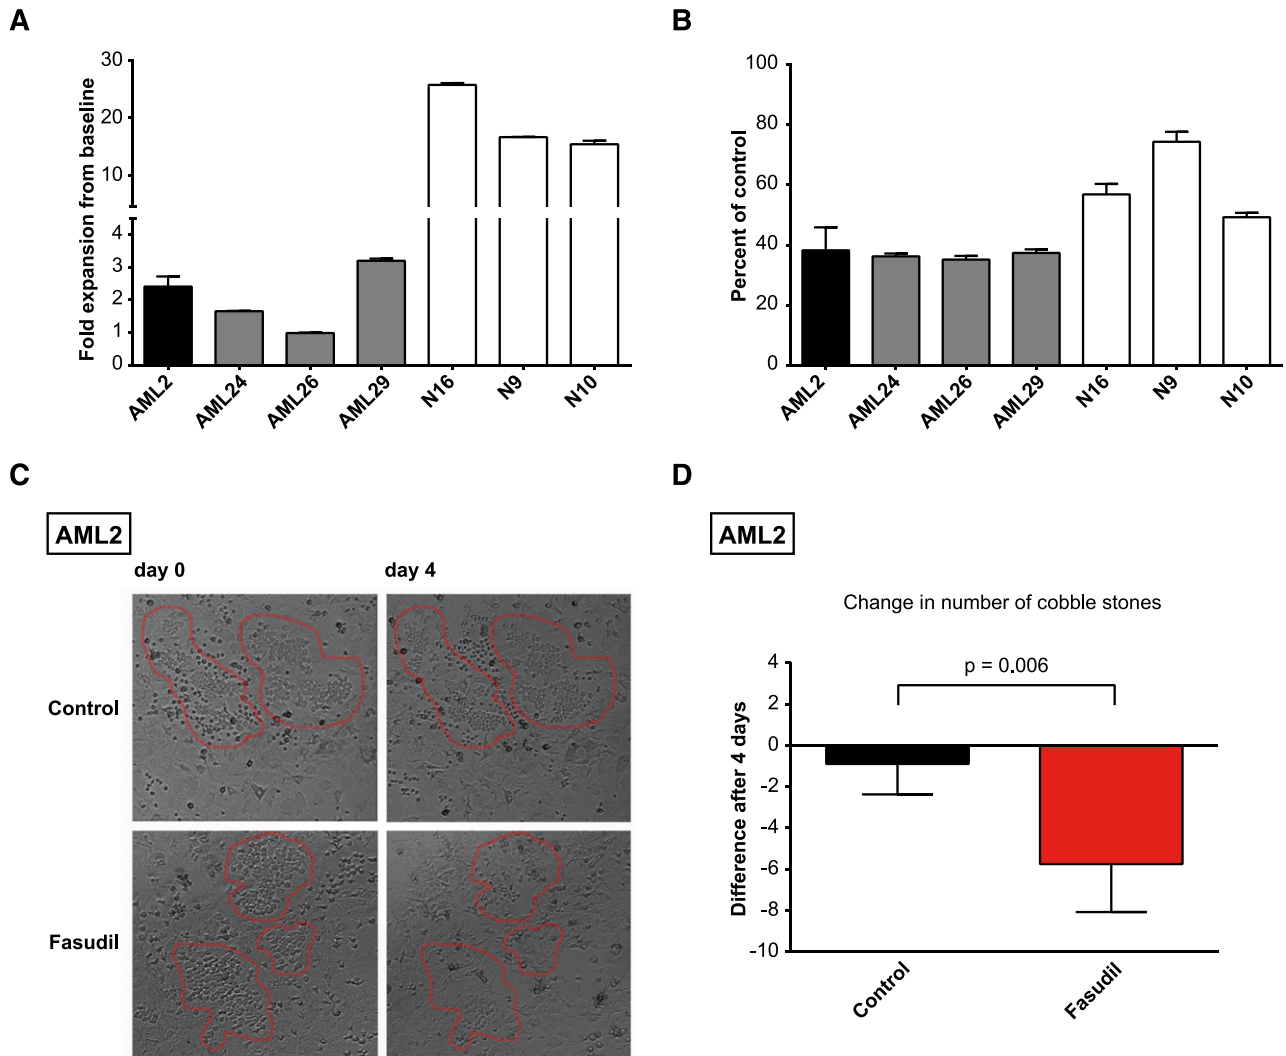 A
Fold expansion from baseline
30
20
10
4
3
2
1
0
AML2
AML24
AML26
AML29
N16
N9
N10
B
Percent of control
100
80
60
40
20
0
AML2
AML24
AML26
AML29
N16
N9
N10
C
AML2
day 0
day 4
Control
Fasudil
D
AML2
Change in number of cobble stones
p = 0.006
Difference after 4 days
4
2
0
-2
-4
-6
-8
-10
Control
Fasudil